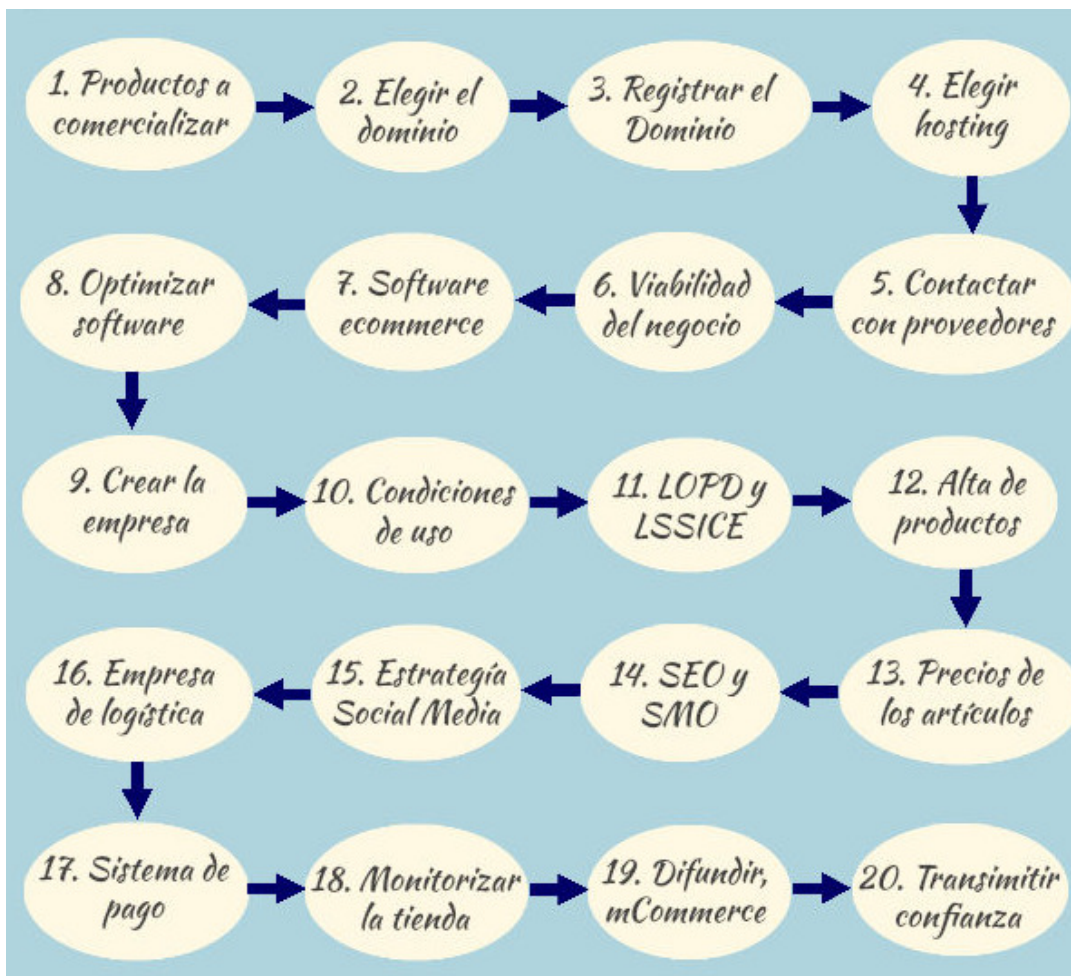 1. Productos a
comercializar
2. Elegir el
dominio
3. Registrar el
Dominio
4. Elegir
hosting
5. Contactar
con proveedores
6. Viabilidad
del negocio
7. Software
ecommerce
8. Optimizar
software
9. Crear la
empresa
10. Condiciones
de uso
11. LOPD y
LSSICE
12. Alta de
productos
13. Precios de
los artículos
14. SEO y
SMO
15. Estrategía
Social Media
16. Empresa
de logística
17. Sistema de
pago
18. Monitorizar
la tienda
19. Difundir,
mCommerce
20. Transimitir
confianza